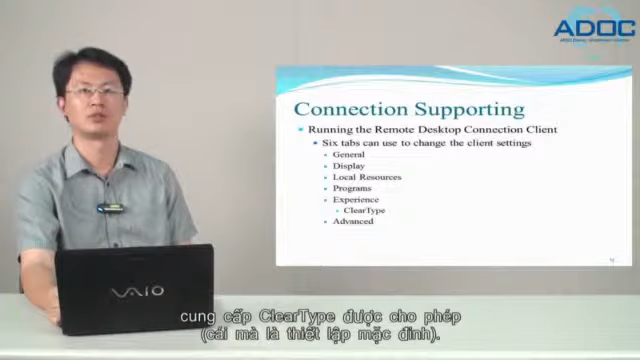 ADOC
Connection Supporting
Running the Remote Desktop Connection Client
Six tabs can use to change the client settings
General
Display
Local Resources
Programs
Experience
ClearType
Advanced
VAIO
cung cấp ClearType được cho phép
(cái mà là thiết lập mặc định).